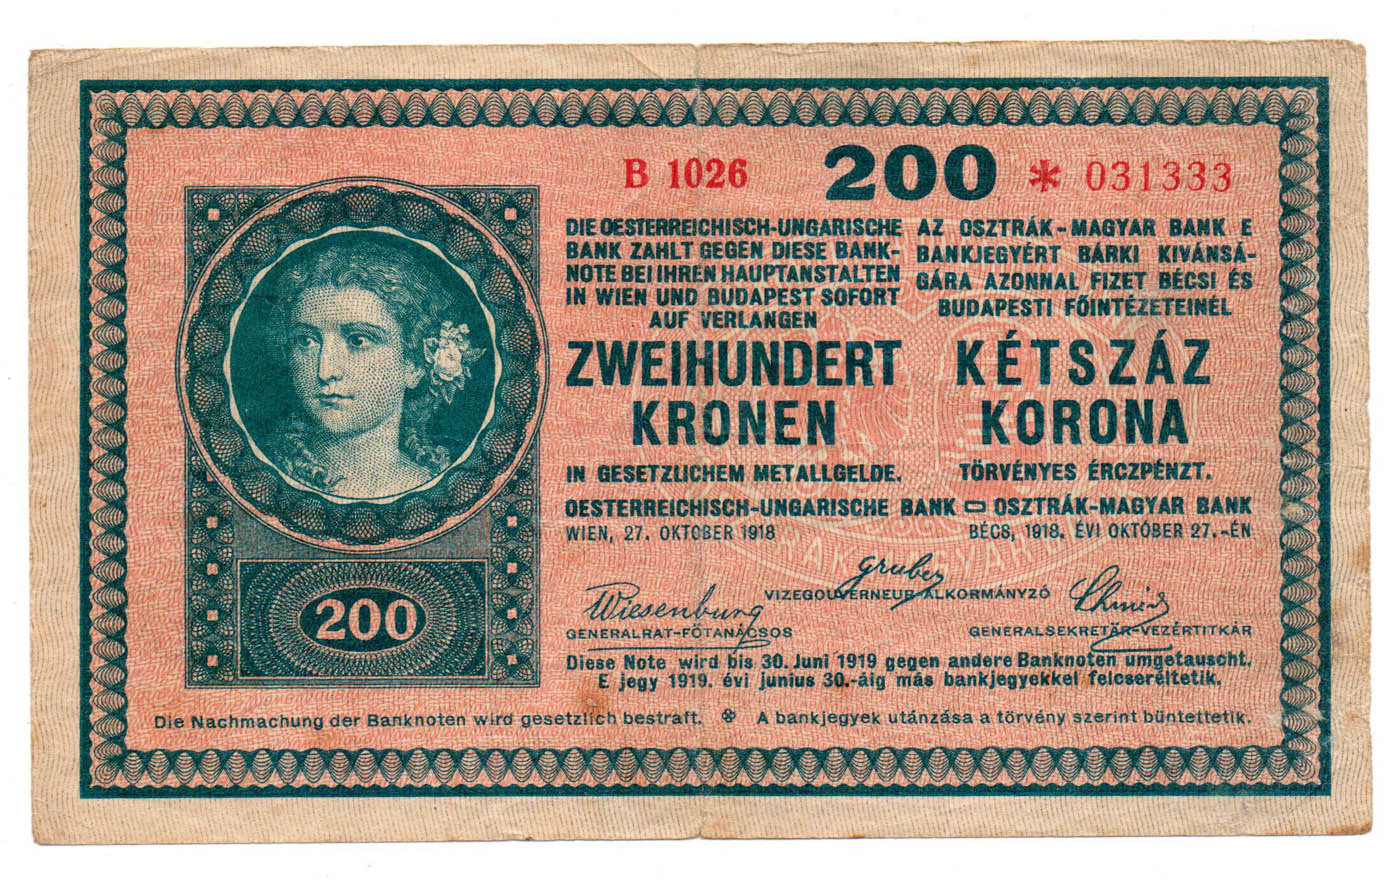 B 1026 200 * 031333
DIE OESTERREICHISCH-UNGARISCHE
BANK ZAHLT GEGEN DIESE BANK-
NOTE BEI IHREN HAUPTANSTALTEN
IN WIEN UND BUDAPEST SOFORT
AUF VERLANGEN
ZWEIHUNDERT
KRONEN
IN GESETZLICHEM METALLGELDE.
AZ OSZTRÁK-MAGYAR BANK E
BANKJEGYÉRT BÁRKI KIVÁNSÁ-
GÁRA AZONNAL FIZET BÉCSI ÉS
BUDAPESTI FŐINTÉZETEINÉL
KÉTSZÁZ
KORONA
TÖRVÉNYES ÉRCZPÉNZT.
OESTERREICHISCH-UNGARISCHE BANK OSZTRÁK-MAGYAR BANK
WIEN, 27. OKTOBER 1918
BÉCS, 1918. ÉVI OKTÓBER 27.-ÉN
Gruber
VIZEGOUVERNEUR-ALKORMÁNYZÓ
Wiesenburg
GENERALRAT-FŐTANÁCSOS
Schmid
GENERALSEKRETÄR-VEZÉRTITKÁR
200
Diese Note wird bis 30. Juni 1919 gegen andere Banknoten umgetauscht.
E jegy 1919. évi junius 30.-áig más bankjegyekkel felcseréltetik.
Die Nachmachung der Banknoten wird gesetzlich bestraft. A bankjegyek utánzása a törvény szerint büntettetik.